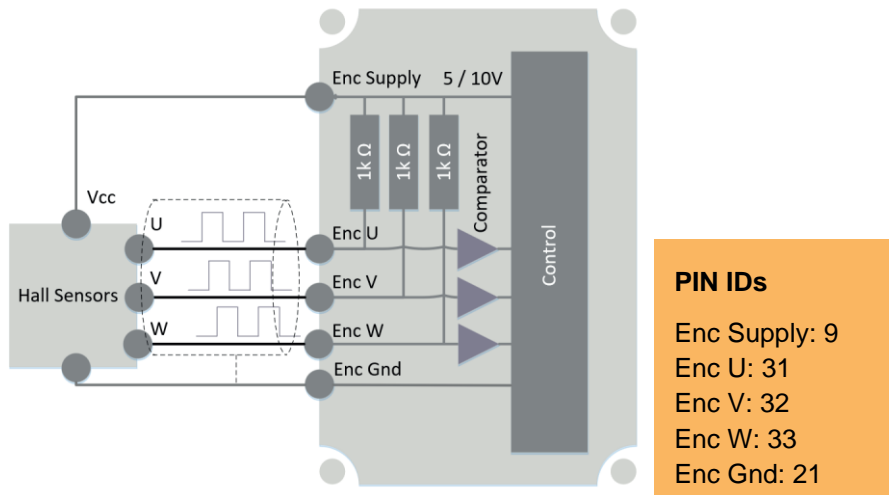 Enc Supply 5 / 10V
1k Ω
1k Ω
1k Ω
Comparator
Control
Vcc
U
Enc U
V
Enc V
Hall Sensors
W
Enc W
Enc Gnd
PIN IDs
Enc Supply: 9
Enc U: 31
Enc V: 32
Enc W: 33
Enc Gnd: 21